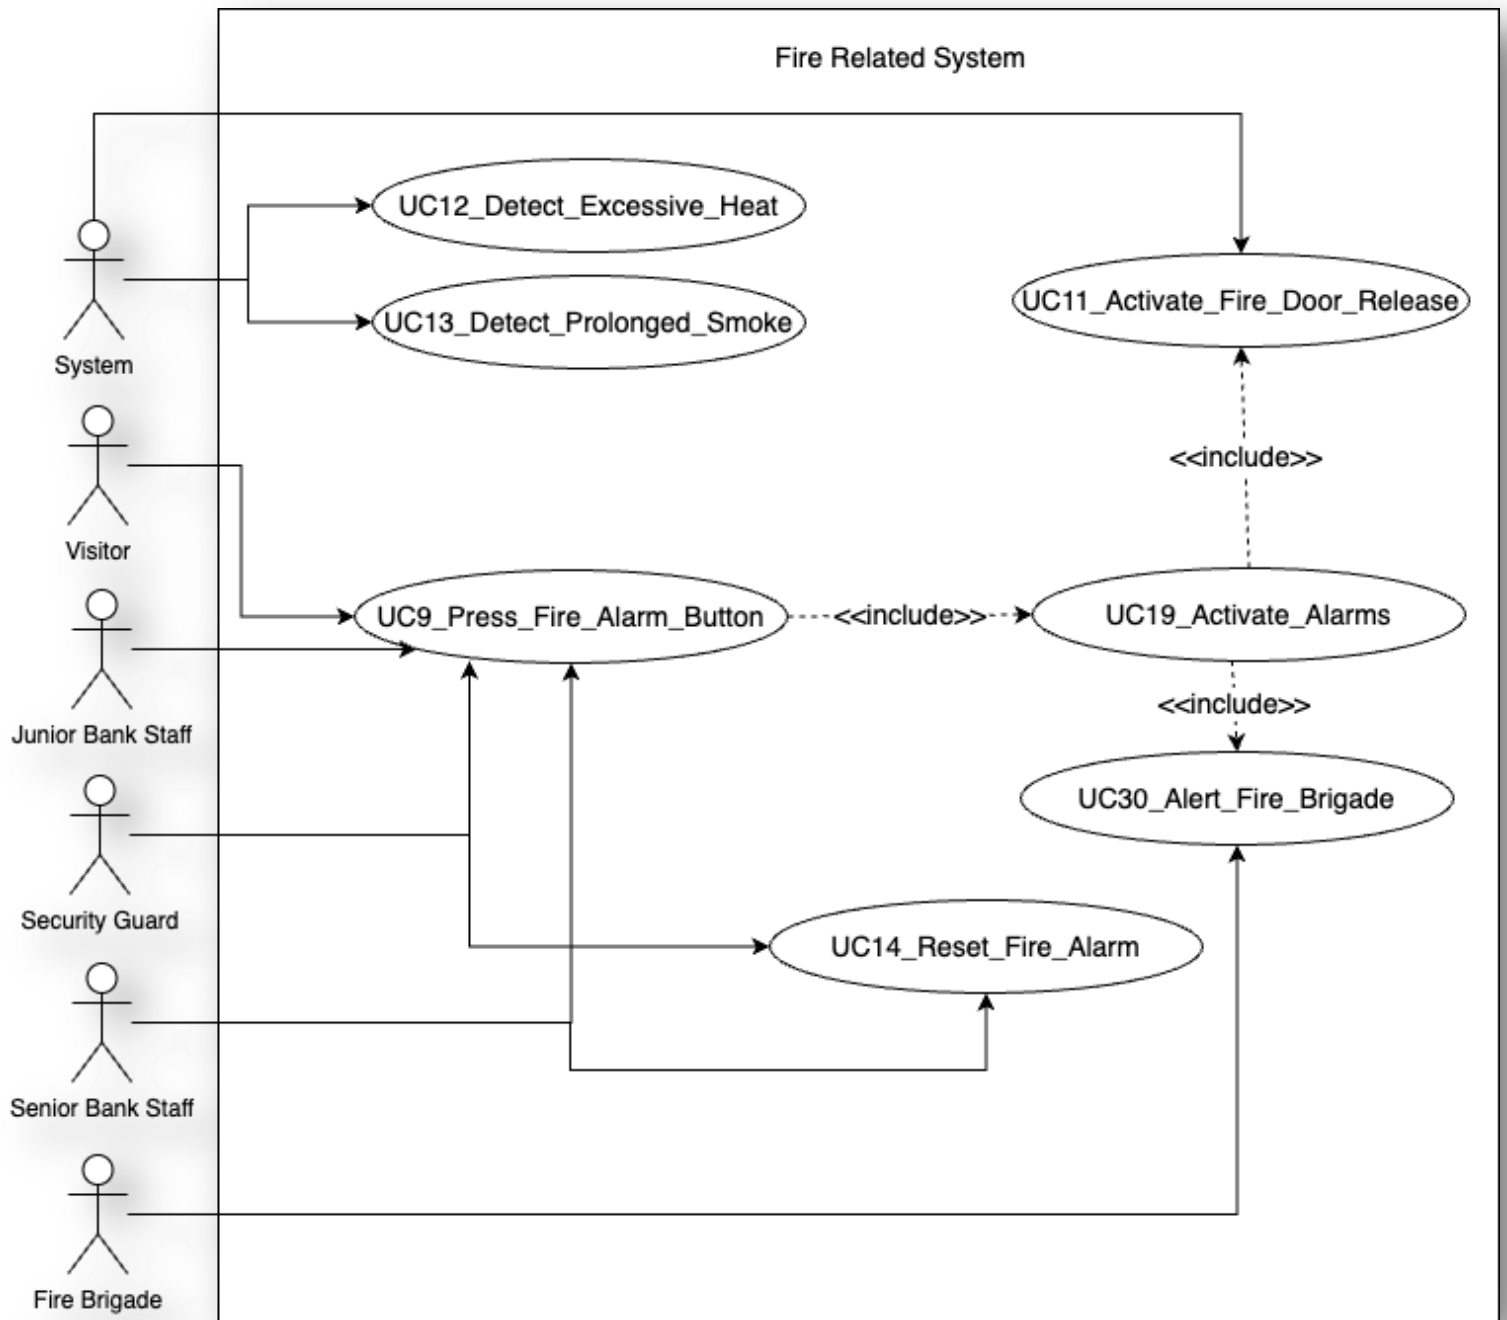 Fire Related System
UC12_Detect_Excessive_Heat
UC11_Activate_Fire_Door_Release
UC13_Detect_Prolonged_Smoke
System
<<include>>
Visitor
UC9_Press_Fire_Alarm_Button
<<include>>
UC19_Activate_Alarms
<<include>>
Junior Bank Staff
UC30_Alert_Fire_Brigade
Security Guard
UC14_Reset_Fire_Alarm
Senior Bank Staff
Fire Brigade